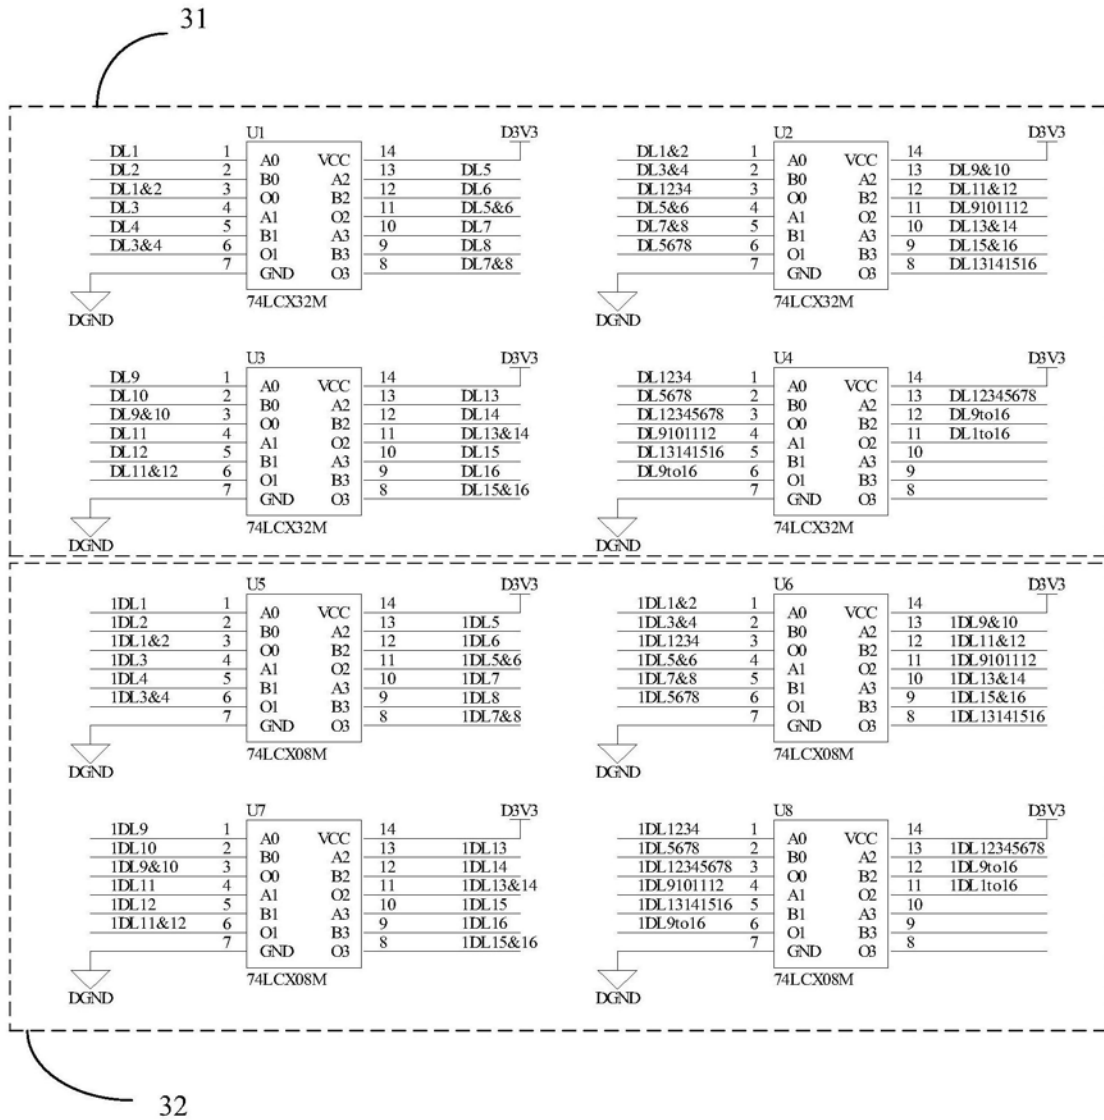 31
U1 D3V3 U2 D3V3
DL1 1 A0 VCC 14 DL1&2 1 A0 VCC 14
DL2 2 B0 A2 13 DL5 DL3&4 2 B0 A2 13 DL9&10
DL1&2 3 O0 B2 12 DL6 DL1234 3 O0 B2 12 DL11&12
DL3 4 A1 O2 11 DL5&6 DL5&6 4 A1 O2 11 DL9101112
DL4 5 B1 A3 10 DL7 DL7&8 5 B1 A3 10 DL13&14
DL3&4 6 O1 B3 9 DL8 DL5678 6 O1 B3 9 DL15&16
7 GND O3 8 DL7&8 7 GND O3 8 DL13141516
DGND 74LCX32M DGND 74LCX32M
U3 D3V3 U4 D3V3
DL9 1 A0 VCC 14 DL1234 1 A0 VCC 14
DL10 2 B0 A2 13 DL13 DL5678 2 B0 A2 13 DL12345678
DL9&10 3 O0 B2 12 DL14 DL12345678 3 O0 B2 12 DL9to16
DL11 4 A1 O2 11 DL13&14 DL9101112 4 A1 O2 11 DL1to16
DL12 5 B1 A3 10 DL15 DL13141516 5 B1 A3 10
DL11&12 6 O1 B3 9 DL16 DL9to16 6 O1 B3 9
7 GND O3 8 DL15&16 7 GND O3 8
DGND 74LCX32M DGND 74LCX32M
U5 D3V3 U6 D3V3
1DL1 1 A0 VCC 14 1DL1&2 1 A0 VCC 14
1DL2 2 B0 A2 13 1DL5 1DL3&4 2 B0 A2 13 1DL9&10
1DL1&2 3 O0 B2 12 1DL6 1DL1234 3 O0 B2 12 1DL11&12
1DL3 4 A1 O2 11 1DL5&6 1DL5&6 4 A1 O2 11 1DL9101112
1DL4 5 B1 A3 10 1DL7 1DL7&8 5 B1 A3 10 1DL13&14
1DL3&4 6 O1 B3 9 1DL8 1DL5678 6 O1 B3 9 1DL15&16
7 GND O3 8 1DL7&8 7 GND O3 8 1DL13141516
DGND 74LCX08M DGND 74LCX08M
U7 D3V3 U8 D3V3
1DL9 1 A0 VCC 14 1DL1234 1 A0 VCC 14
1DL10 2 B0 A2 13 1DL13 1DL5678 2 B0 A2 13 1DL12345678
1DL9&10 3 O0 B2 12 1DL14 1DL12345678 3 O0 B2 12 1DL9to16
1DL11 4 A1 O2 11 1DL13&14 1DL9101112 4 A1 O2 11 1DL1to16
1DL12 5 B1 A3 10 1DL15 1DL13141516 5 B1 A3 10
1DL11&12 6 O1 B3 9 1DL16 1DL9to16 6 O1 B3 9
7 GND O3 8 1DL15&16 7 GND O3 8
DGND 74LCX08M DGND 74LCX08M
32